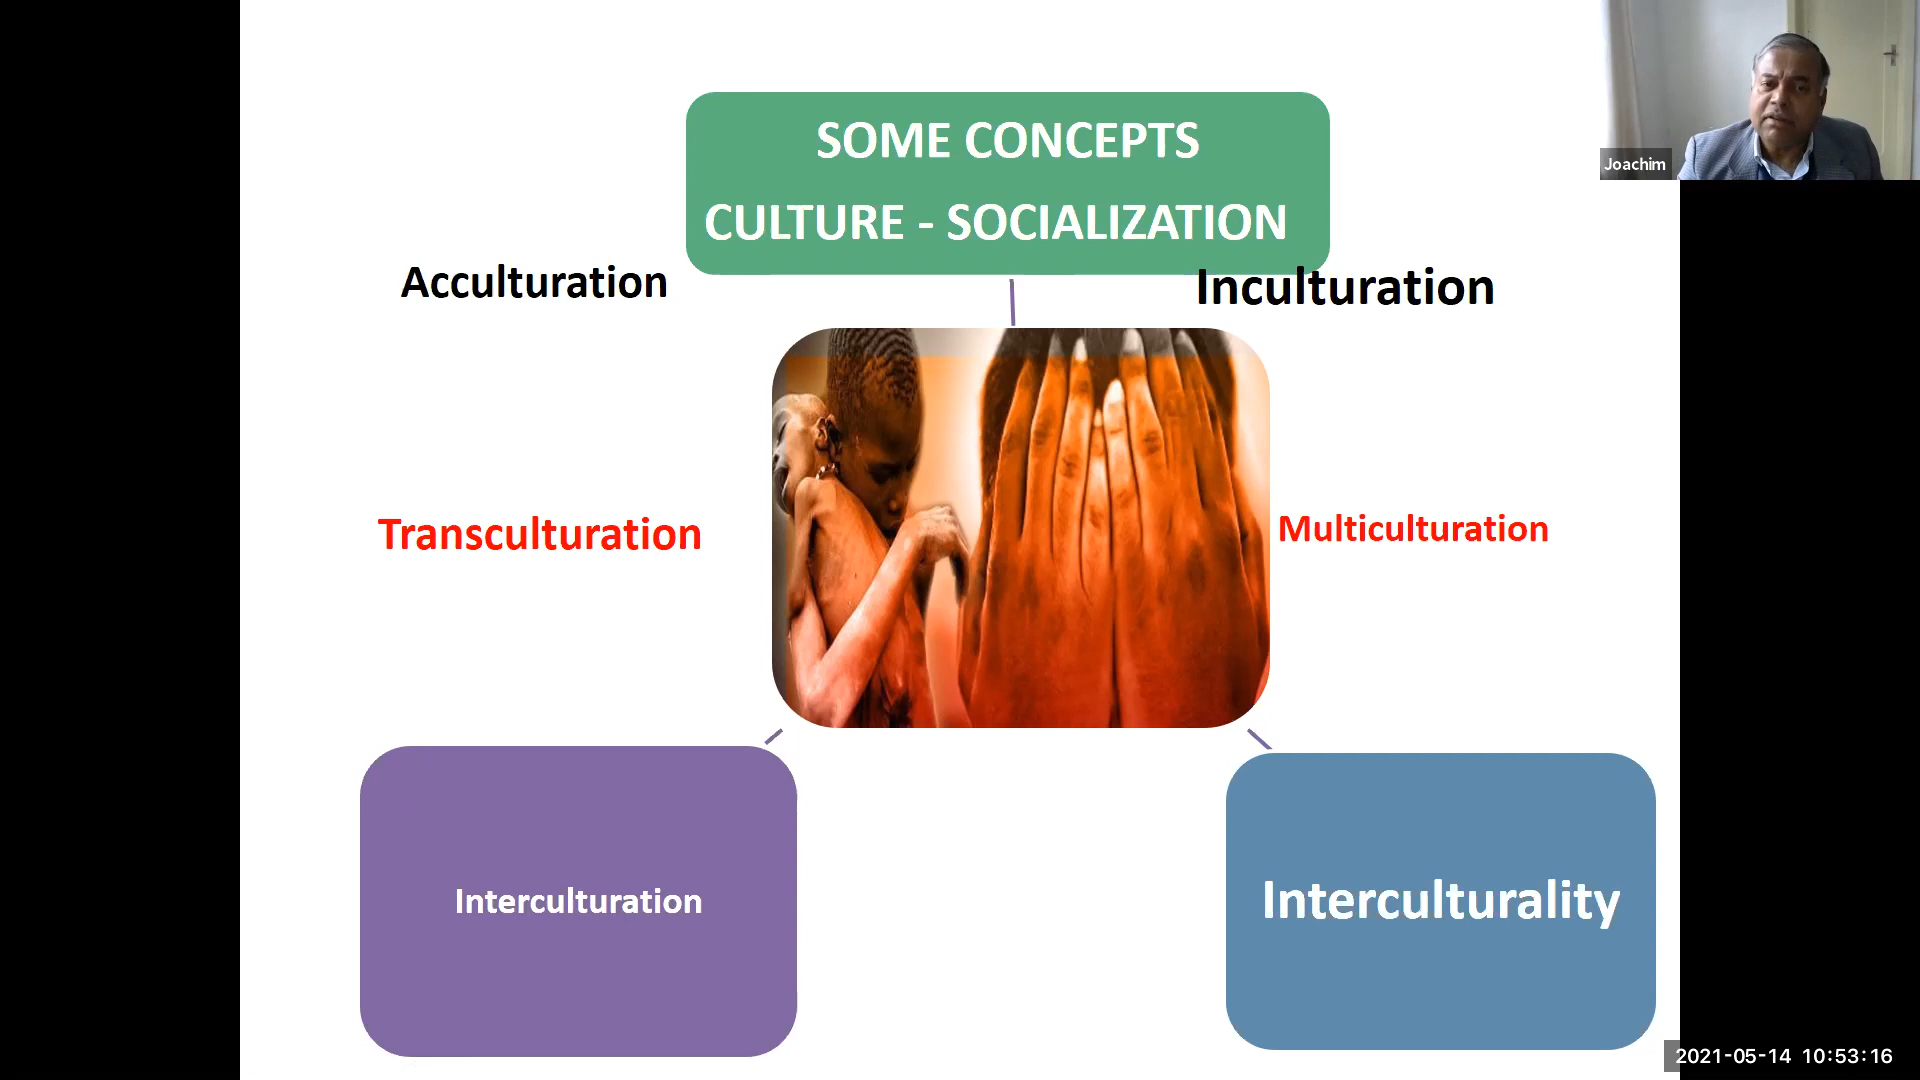 SOME CONCEPTS
CULTURE - SOCIALIZATION
Joachim
Acculturation
Inculturation
Transculturation
Multiculturation
Interculturation
Interculturality
2021-05-14 10:53:16